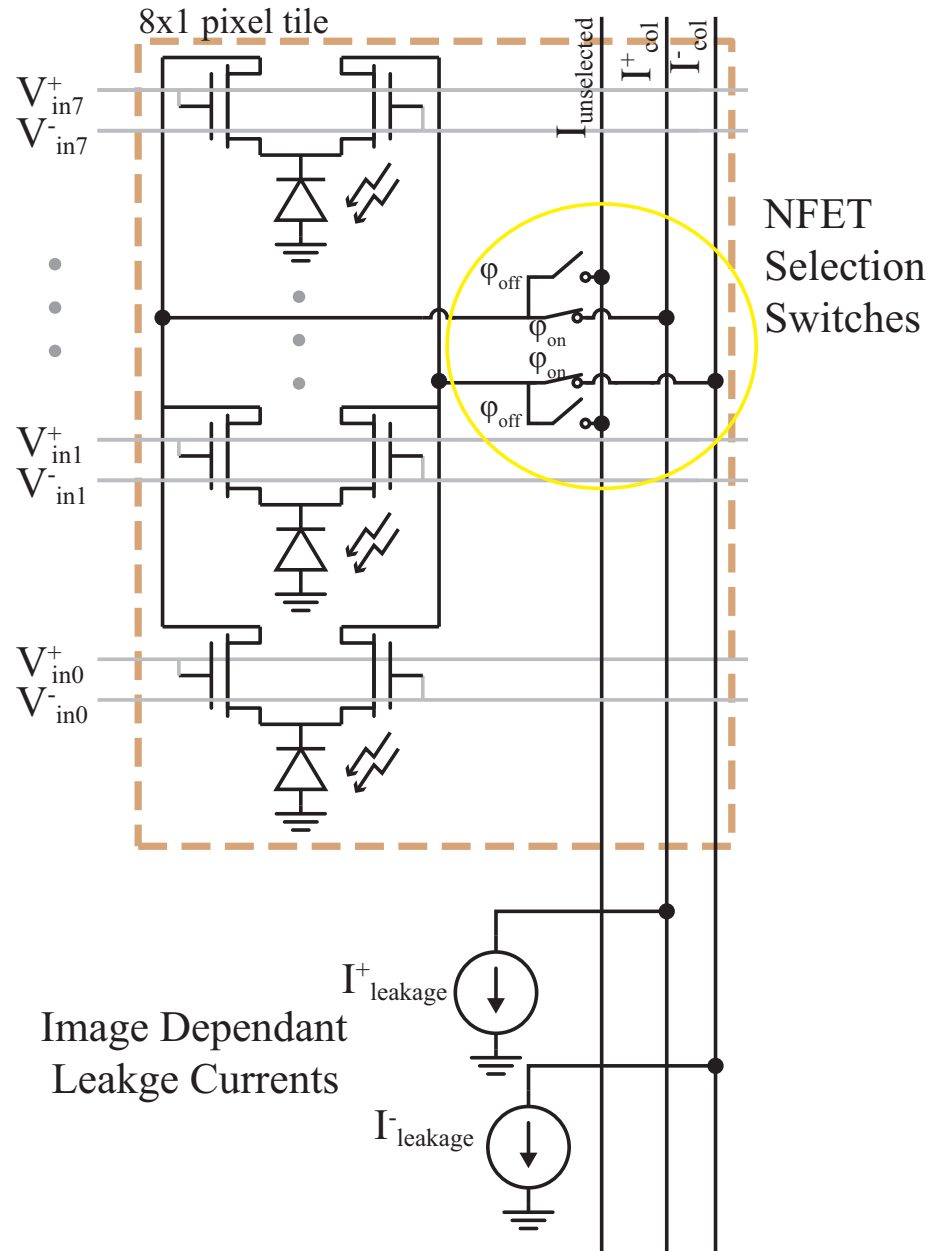 8x1 pixel tile
I unselected
I⁺col
I⁻col
V⁺in7
V⁻in7
NFET
Selection
Switches
φoff
φon
φon
φoff
V⁺in1
V⁻in1
V⁺in0
V⁻in0
I⁺leakage
Image Dependant
Leakge Currents
I⁻leakage